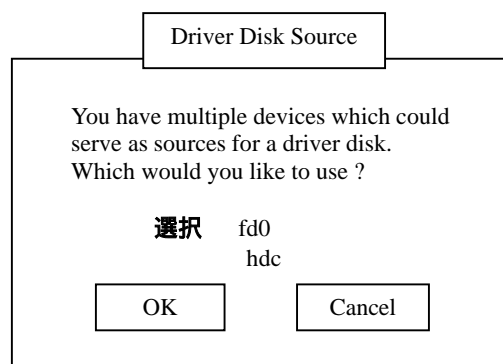 Driver Disk Source
You have multiple devices which could
serve as sources for a driver disk.
Which would you like to use ?
選択 fd0
hdc
OK Cancel